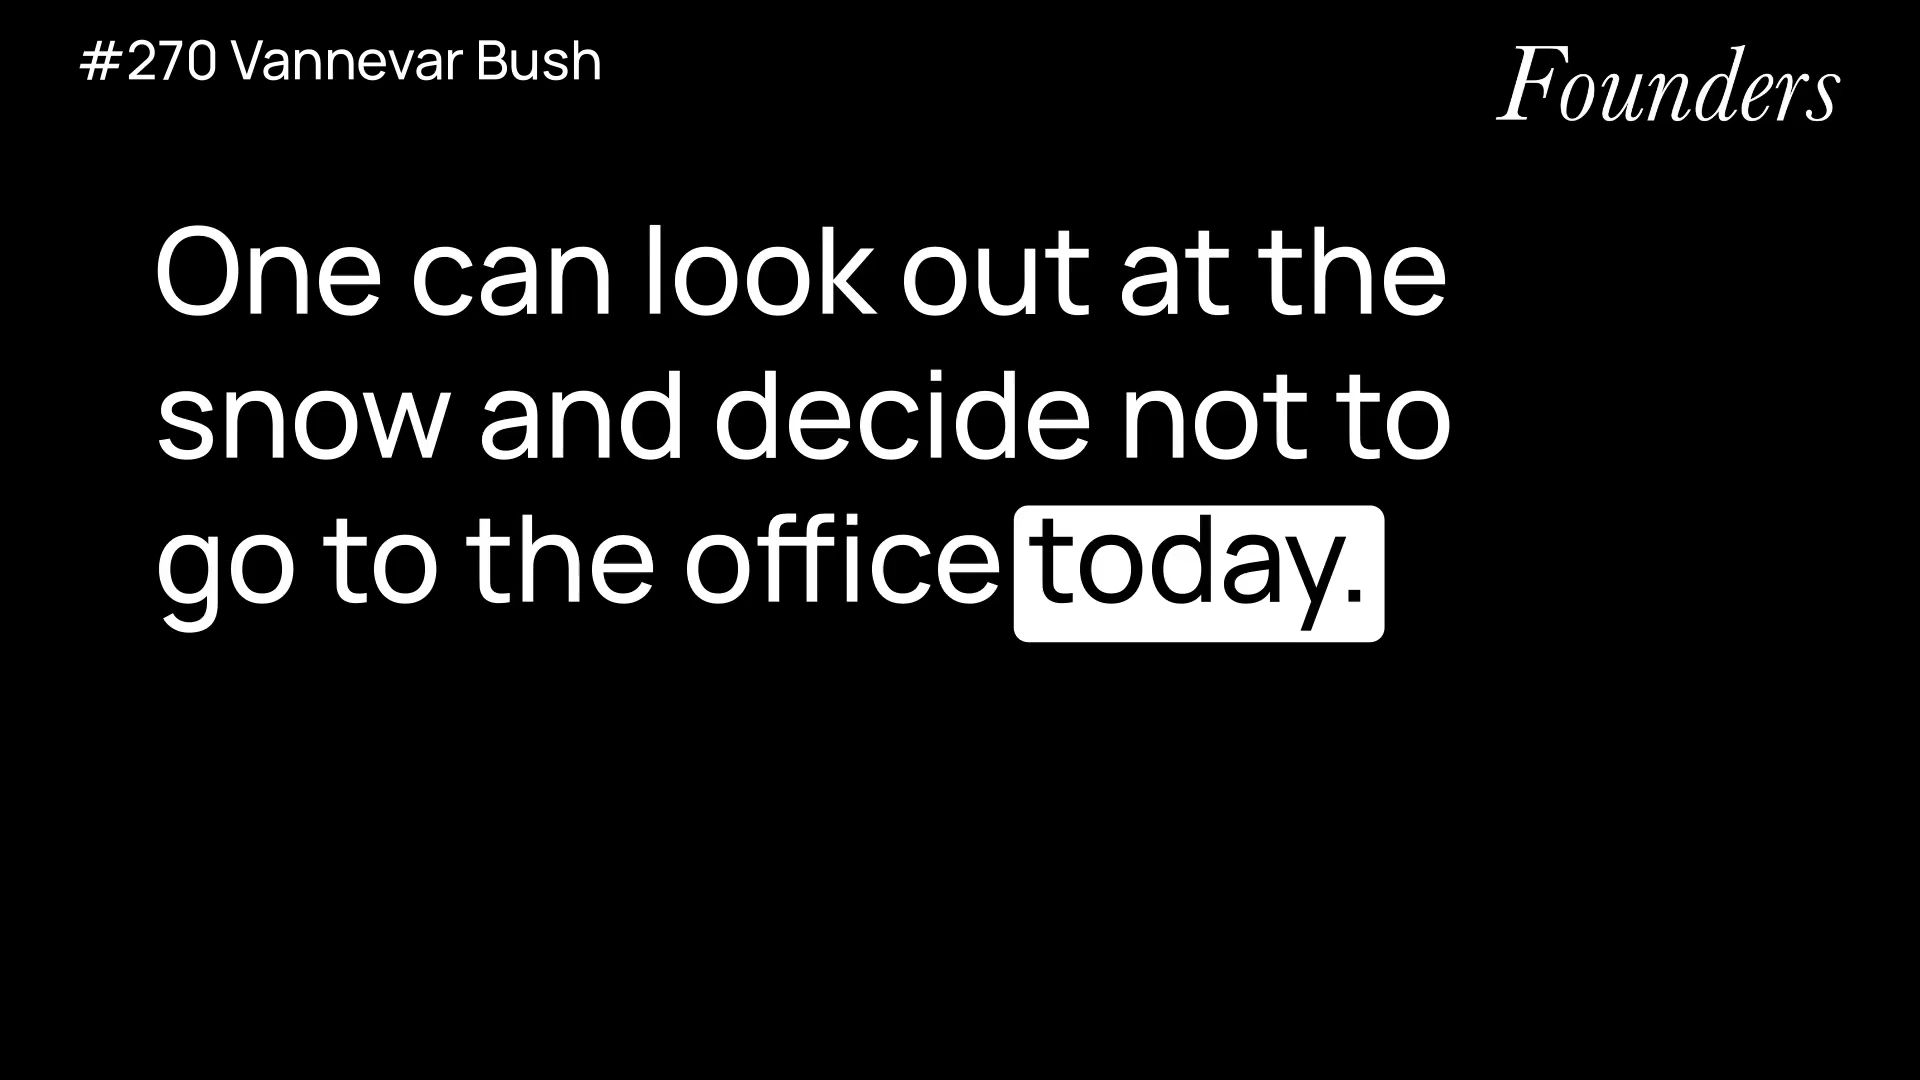 #270 Vannevar Bush
Founders
One can look out at the
snow and decide not to
go to the office today.